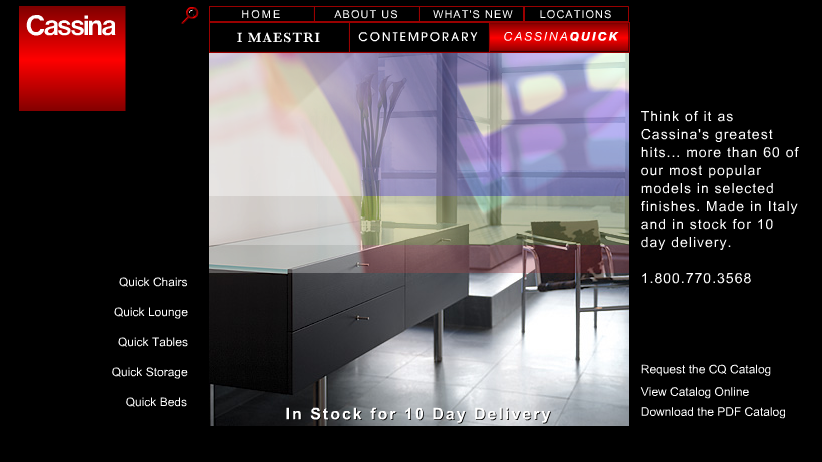 Cassina
HOME
ABOUT US
WHAT'S NEW
LOCATIONS
I MAESTRI
CONTEMPORARY
CASSINAQUICK
Think of it as
Cassina's greatest
hits... more than 60 of
our most popular
models in selected
finishes. Made in Italy
and in stock for 10
day delivery.
1.800.770.3568
Quick Chairs
Quick Lounge
Quick Tables
Quick Storage
Quick Beds
Request the CQ Catalog
View Catalog Online
Download the PDF Catalog
In Stock for 10 Day Delivery